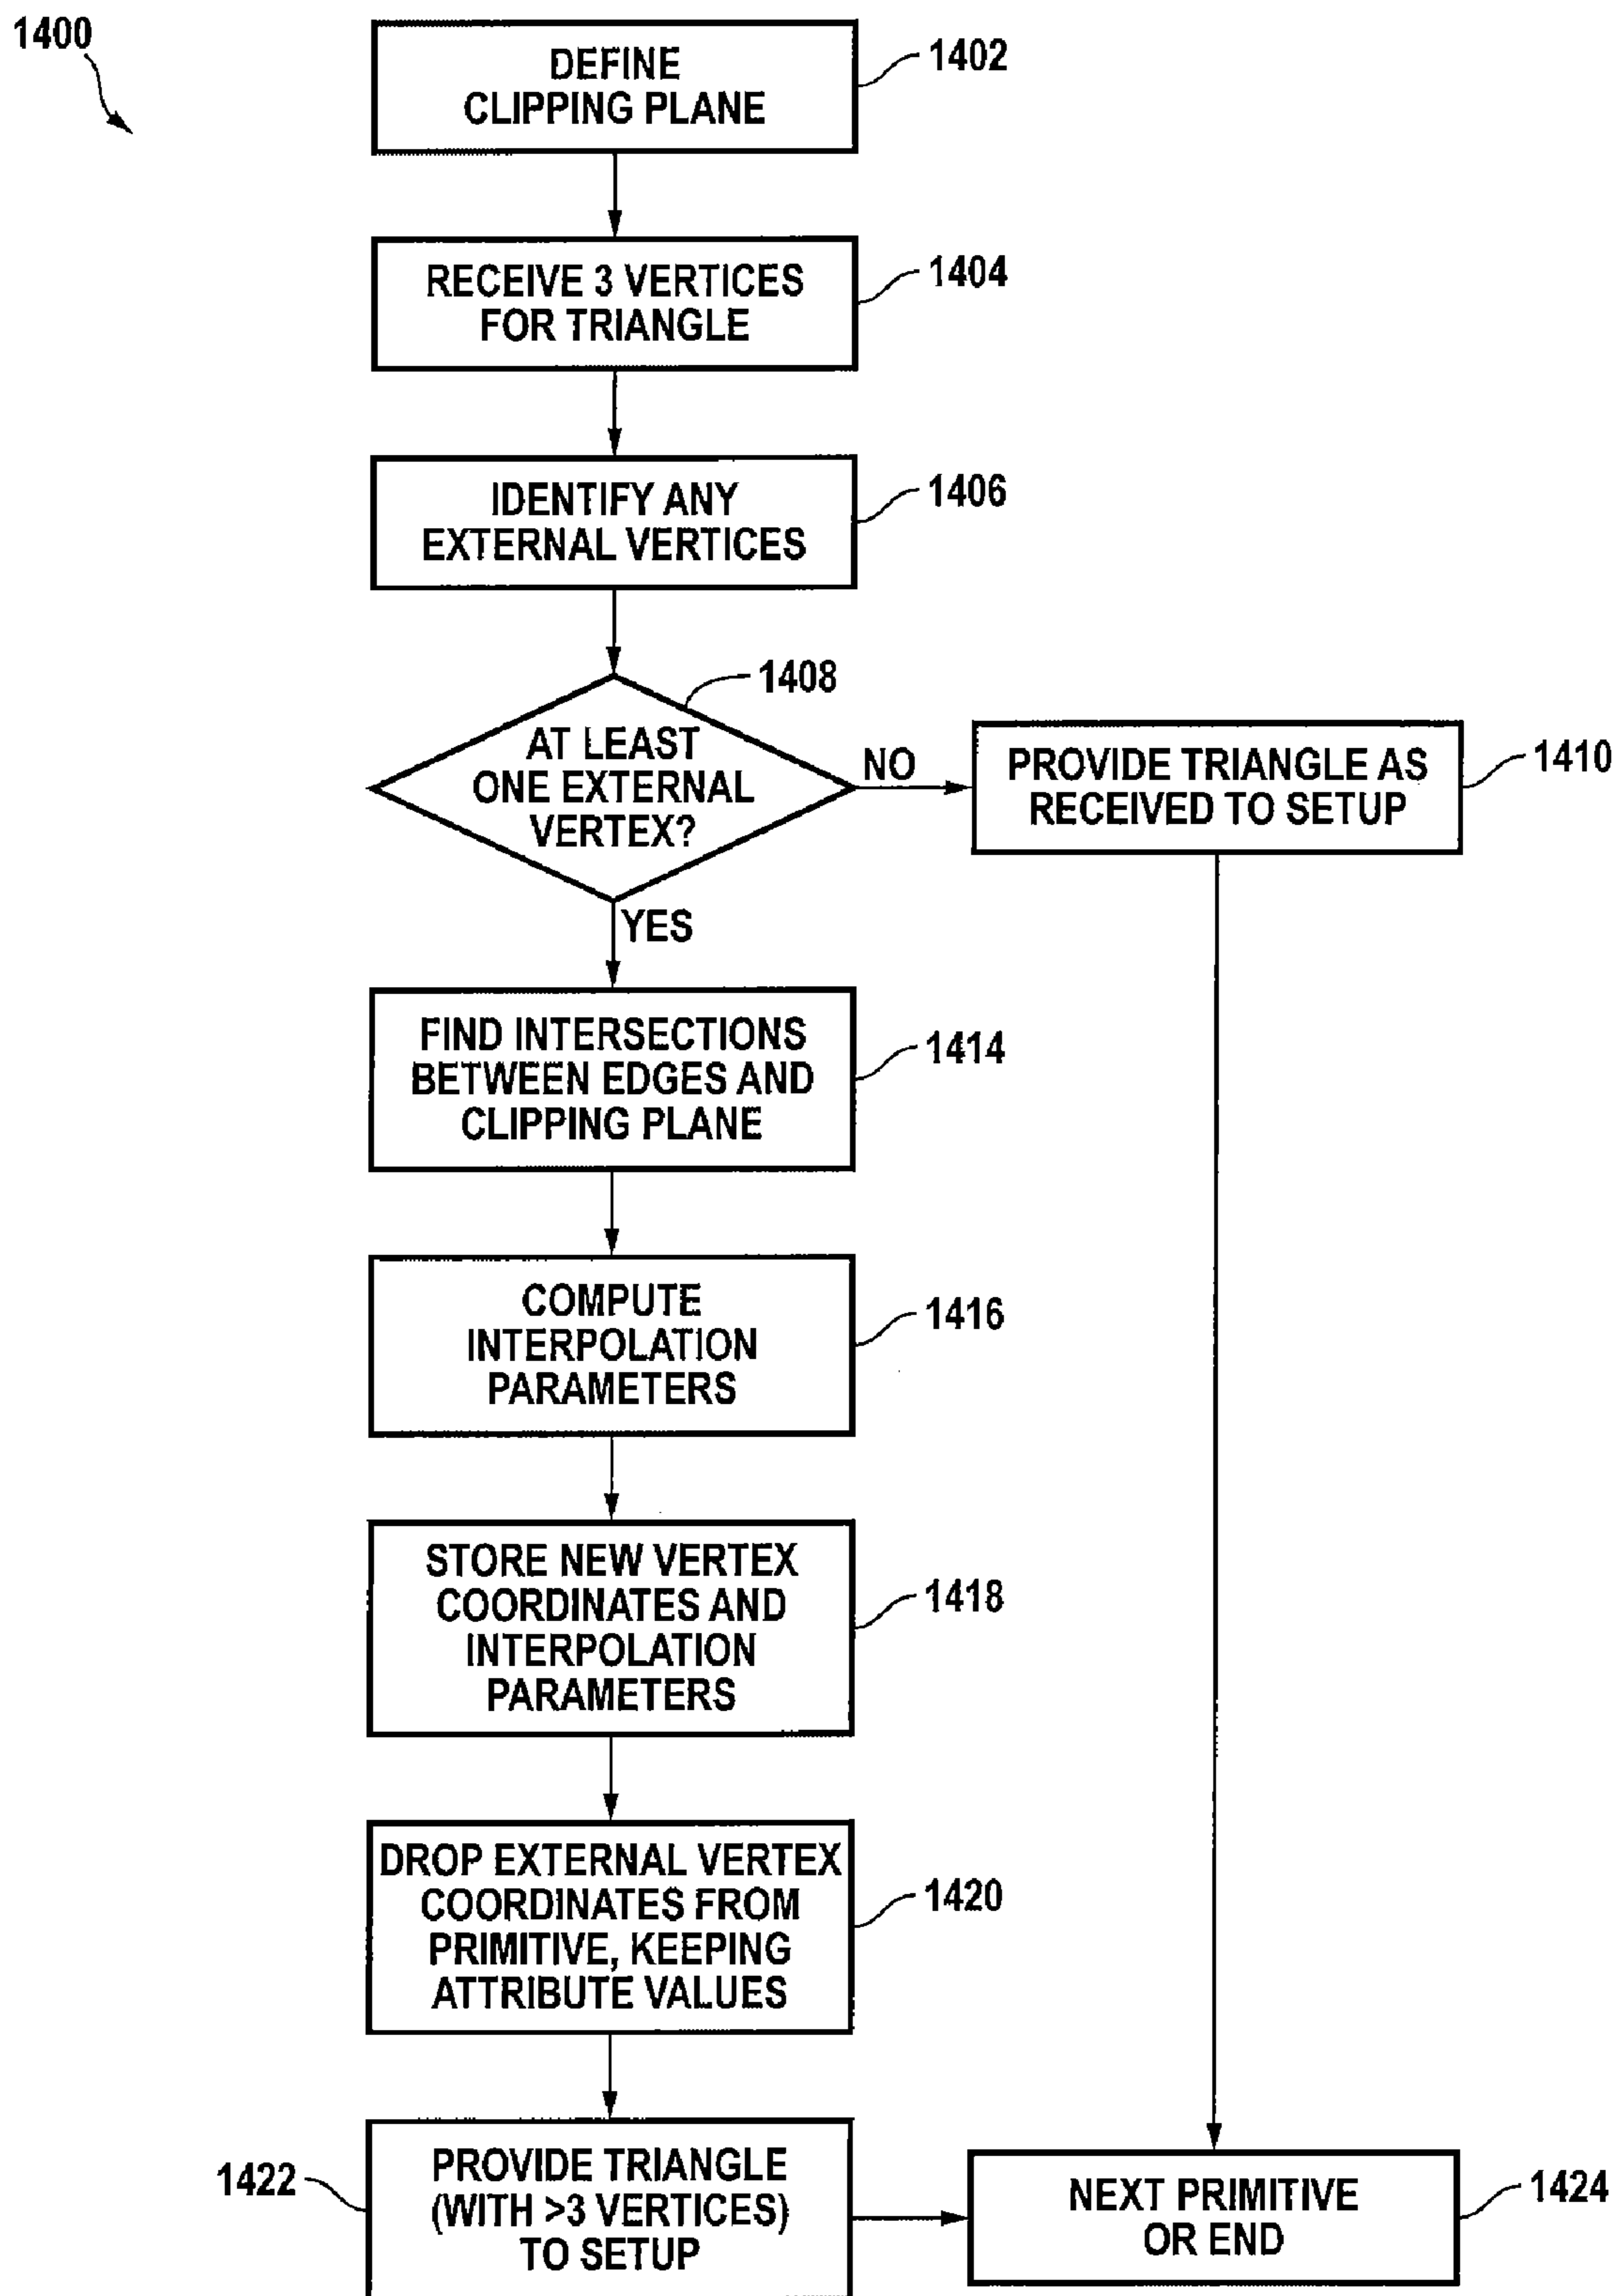 1400
DEFINE
CLIPPING PLANE
1402
RECEIVE 3 VERTICES
FOR TRIANGLE
1404
IDENTIFY ANY
EXTERNAL VERTICES
1406
1408
AT LEAST
ONE EXTERNAL
VERTEX?
NO
PROVIDE TRIANGLE AS
RECEIVED TO SETUP
1410
YES
FIND INTERSECTIONS
BETWEEN EDGES AND
CLIPPING PLANE
1414
COMPUTE
INTERPOLATION
PARAMETERS
1416
STORE NEW VERTEX
COORDINATES AND
INTERPOLATION
PARAMETERS
1418
DROP EXTERNAL VERTEX
COORDINATES FROM
PRIMITIVE, KEEPING
ATTRIBUTE VALUES
1420
1422
PROVIDE TRIANGLE
(WITH >3 VERTICES)
TO SETUP
NEXT PRIMITIVE
OR END
1424